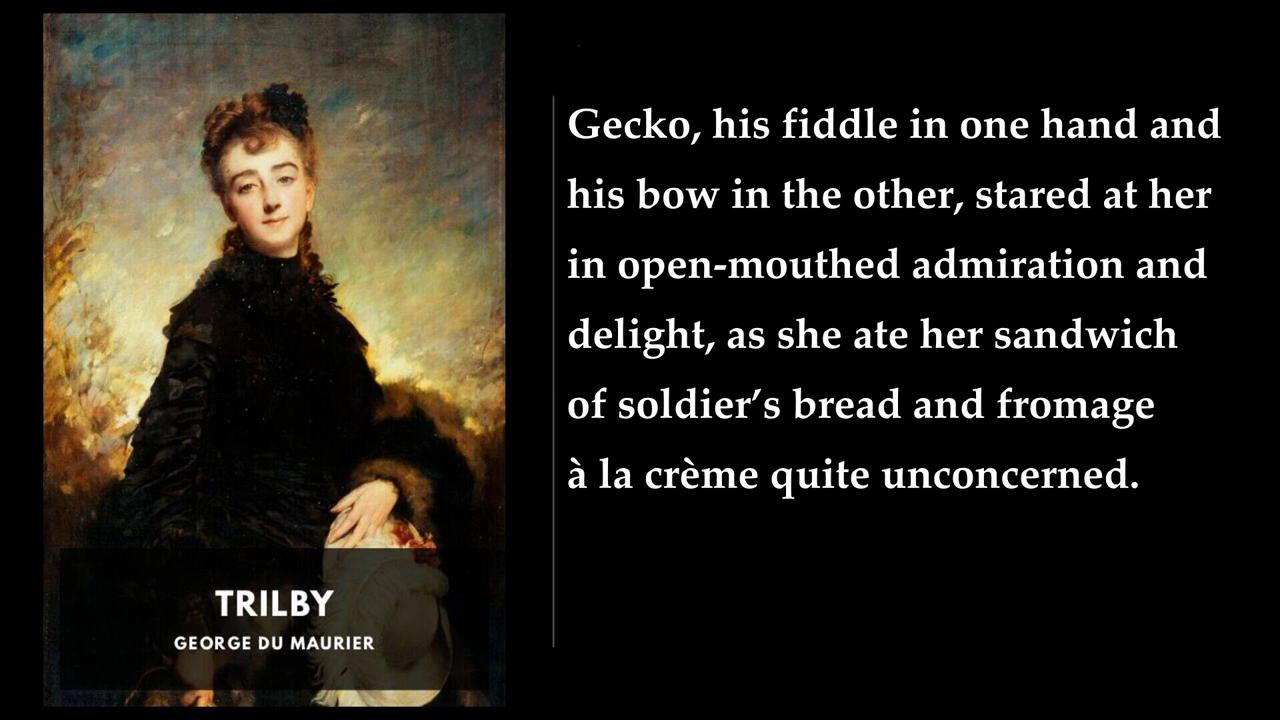 TRILBY
GEORGE DU MAURIER
Gecko, his fiddle in one hand and
his bow in the other, stared at her
in open-mouthed admiration and
delight, as she ate her sandwich
of soldier’s bread and fromage
à la crème quite unconcerned.